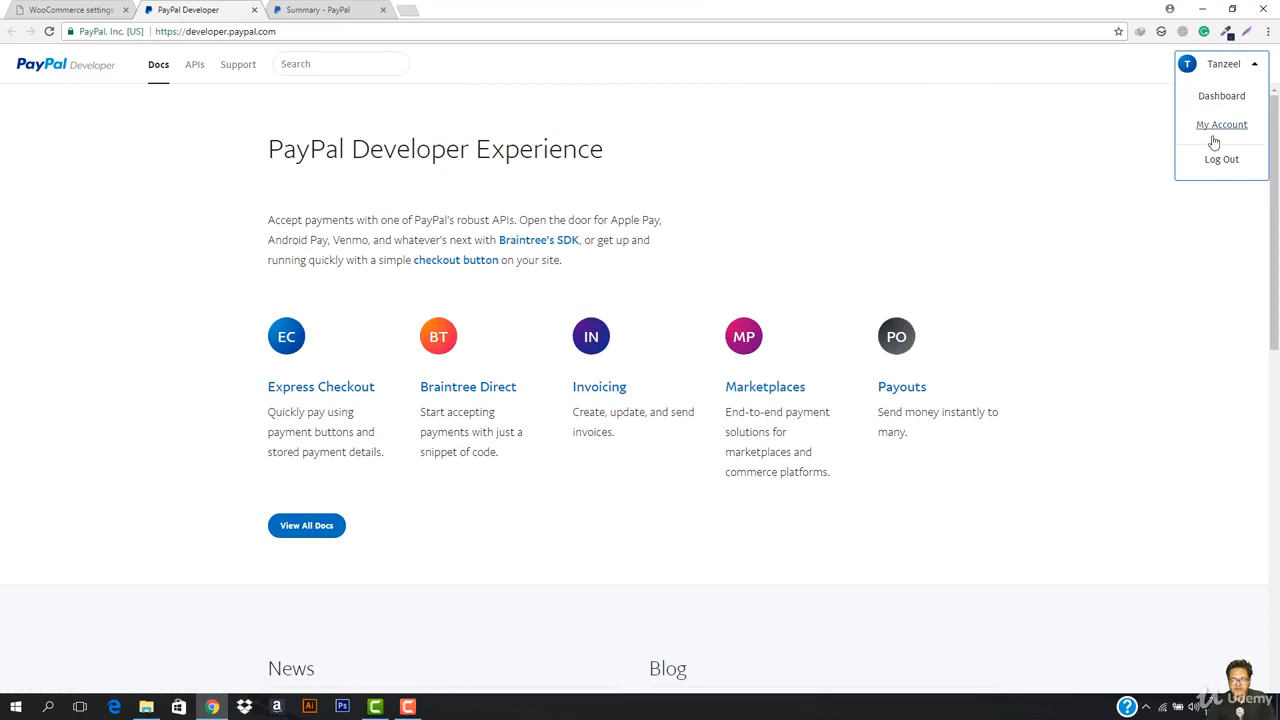 WooCommerce settings
PayPal Developer
Summary - PayPal
PayPal, Inc. [US]
https://developer.paypal.com
PayPal Developer
Docs
APIs
Support
Search
T
Tanzeel
Dashboard
My Account
Log Out
PayPal Developer Experience
Accept payments with one of PayPal's robust APIs. Open the door for Apple Pay,
Android Pay, Venmo, and whatever's next with Braintree's SDK, or get up and
running quickly with a simple checkout button on your site.
EC
BT
IN
MP
PO
Express Checkout
Quickly pay using
payment buttons and
stored payment details.
Braintree Direct
Start accepting
payments with just a
snippet of code.
Invoicing
Create, update, and send
invoices.
Marketplaces
End-to-end payment
solutions for
marketplaces and
commerce platforms.
Payouts
Send money instantly to
many.
View All Docs
News
Blog
Udemy